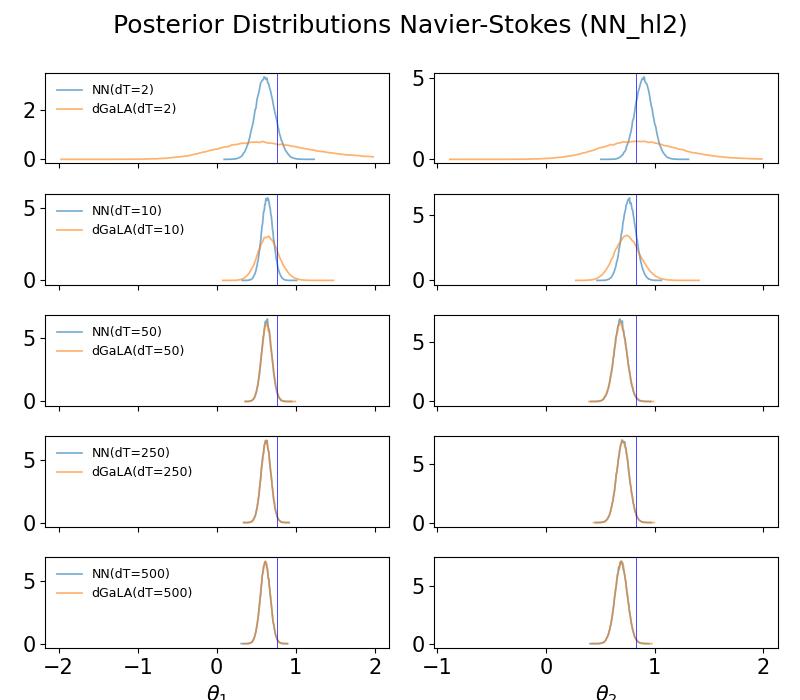 Posterior Distributions Navier-Stokes (NN_hl2)
2
0
NN(dT=2)
dGaLA(dT=2)
5
0
5
0
NN(dT=10)
dGaLA(dT=10)
5
0
5
0
NN(dT=50)
dGaLA(dT=50)
5
0
5
0
NN(dT=250)
dGaLA(dT=250)
5
0
5
0
NN(dT=500)
dGaLA(dT=500)
5
0
−2 −1 0 1 2
−1 0 1 2
θ1
θ2